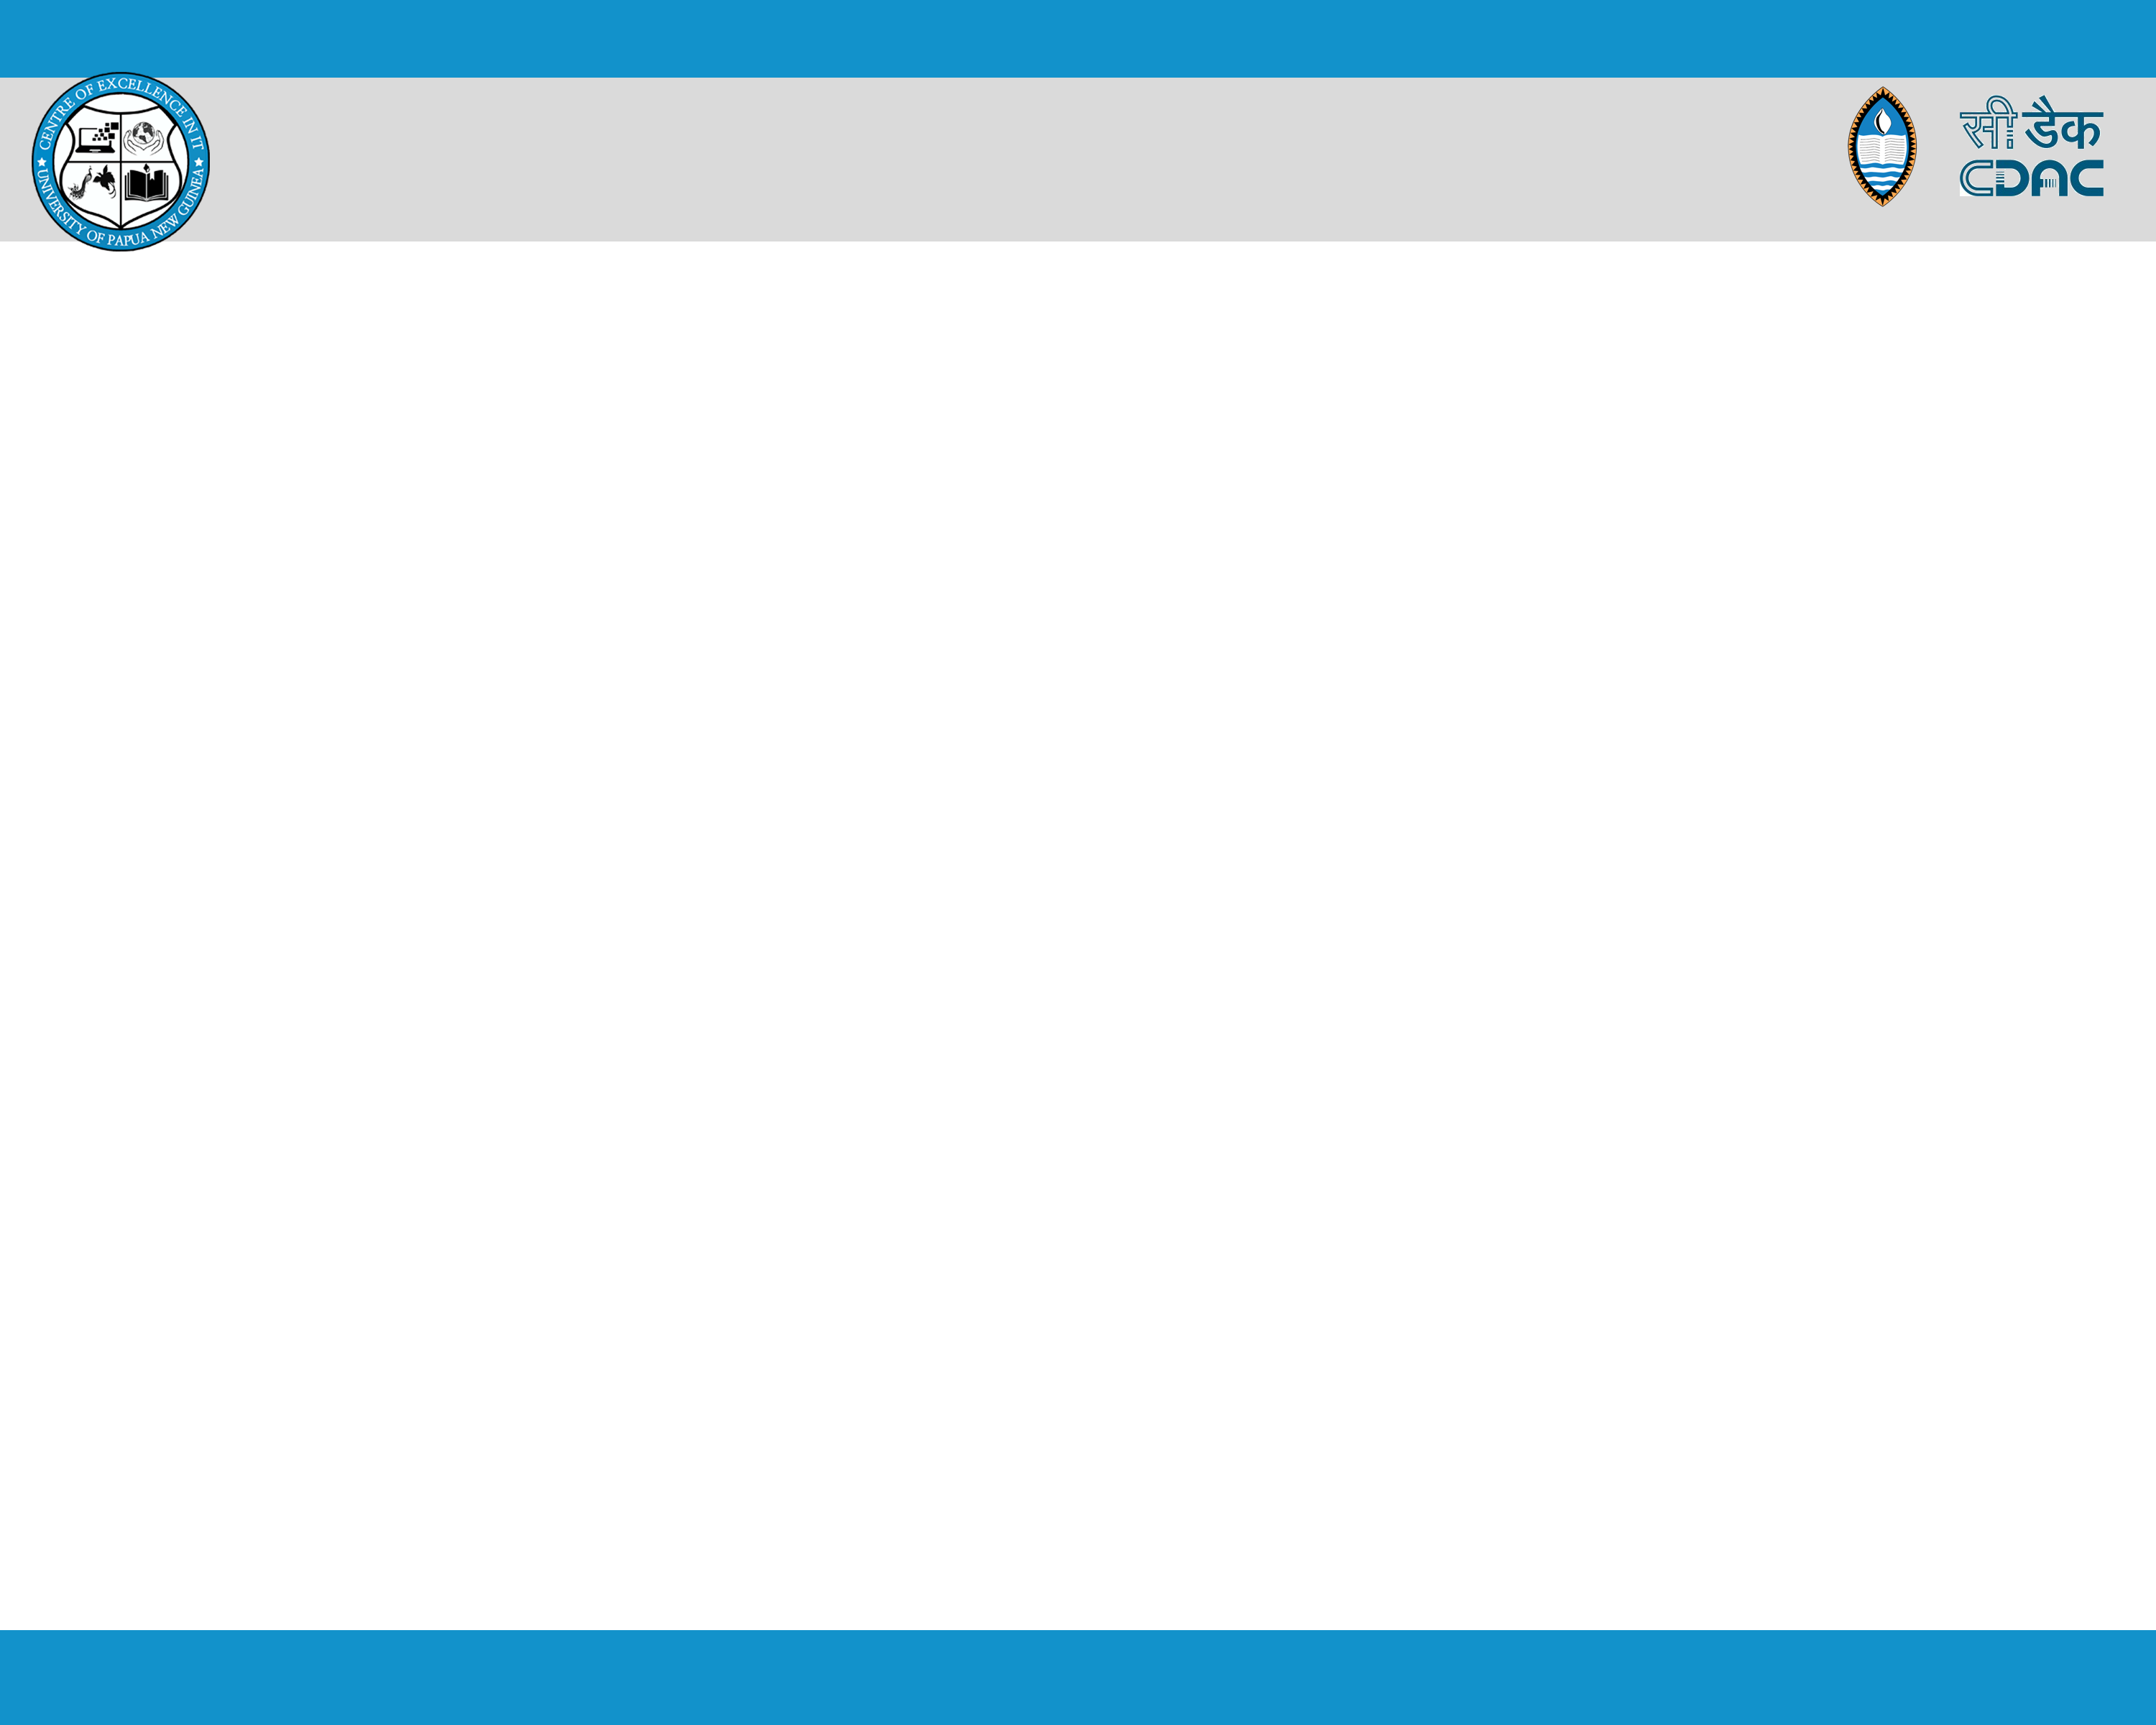 CENTRE OF EXCELLENCE IN IT
UNIVERSITY OF PAPUA NEW GUINEA
सी डैक
CDAC